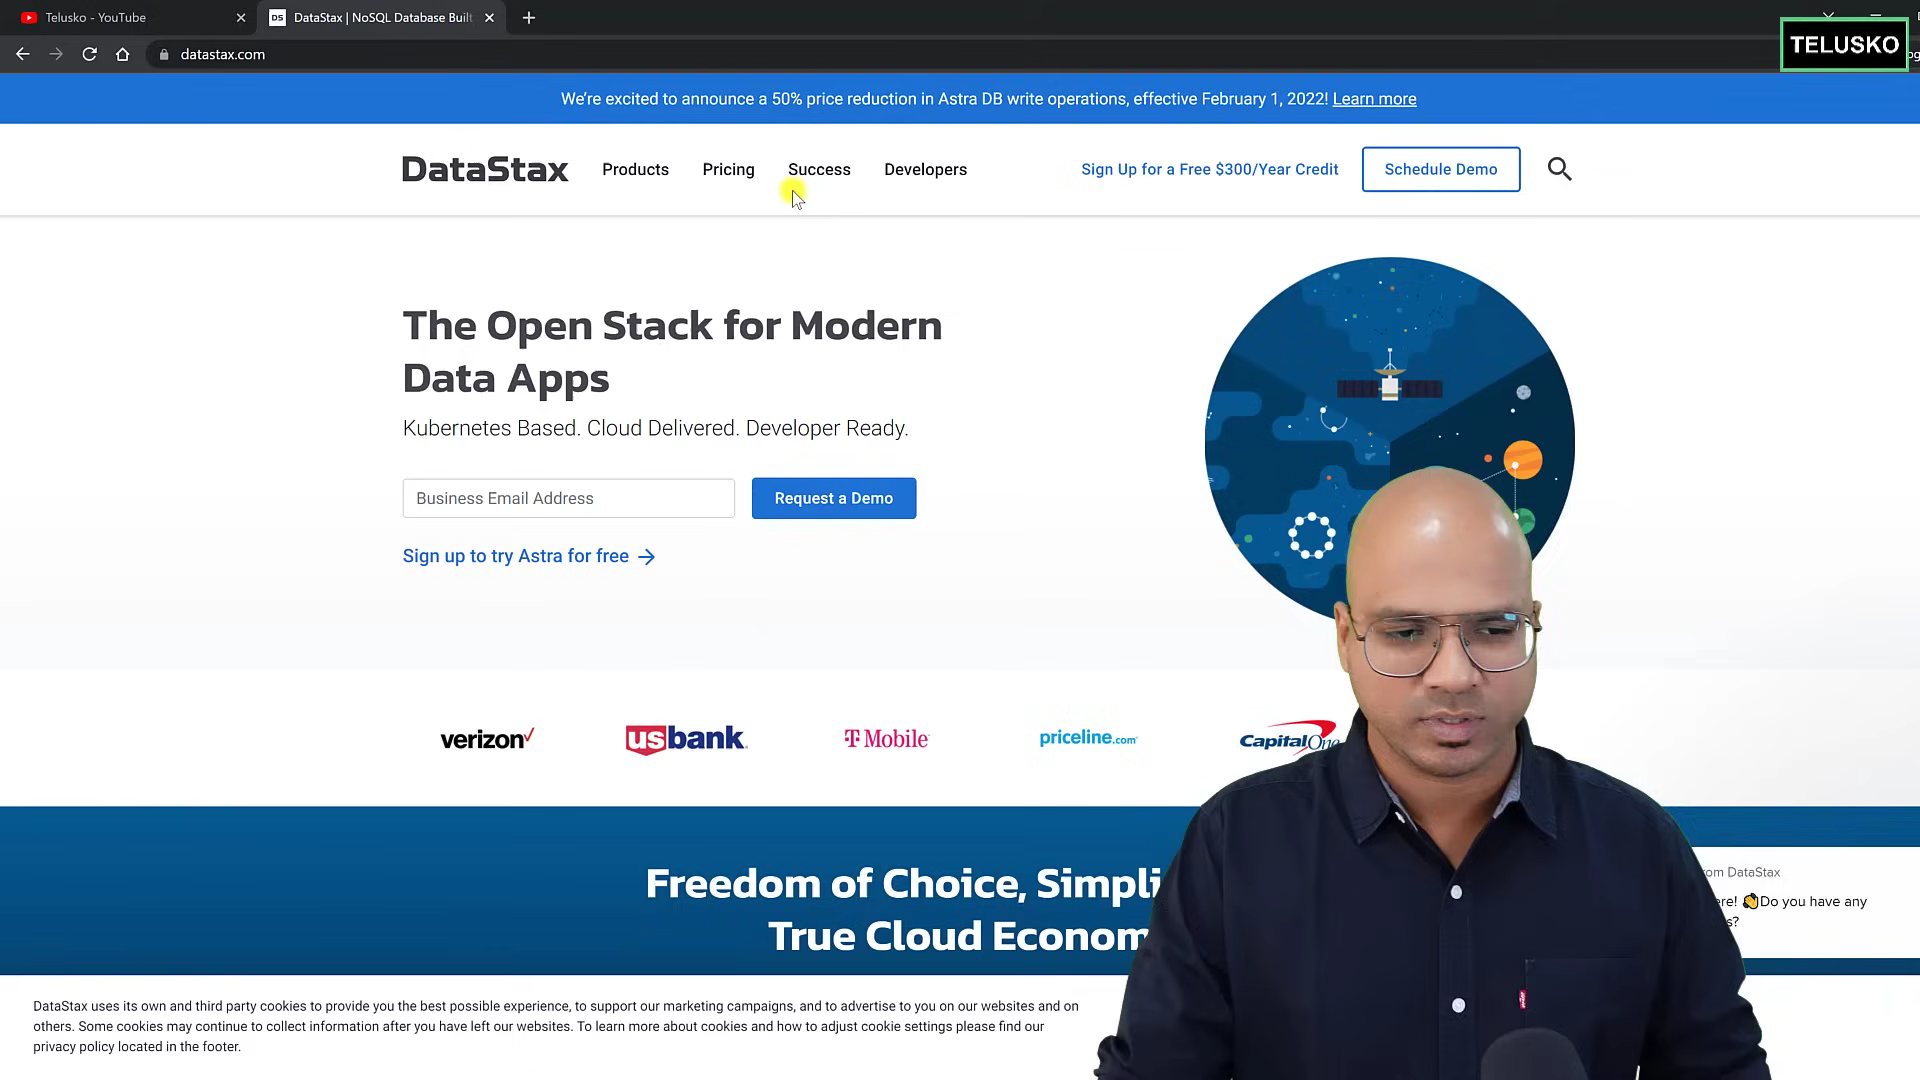 Telusko - YouTube
DS DataStax | NoSQL Database Buil
datastax.com
TELUSKO
We're excited to announce a 50% price reduction in Astra DB write operations, effective February 1, 2022! Learn more
DataStax Products Pricing Success Developers Sign Up for a Free $300/Year Credit Schedule Demo
The Open Stack for Modern
Data Apps
Kubernetes Based. Cloud Delivered. Developer Ready.
Business Email Address Request a Demo
Sign up to try Astra for free →
verizon usbank T Mobile priceline.com Capital One
Freedom of Choice, Simpli
True Cloud Econom
om DataStax
ere! 👋Do you have any
s?
DataStax uses its own and third party cookies to provide you the best possible experience, to support our marketing campaigns, and to advertise to you on our websites and on
others. Some cookies may continue to collect information after you have left our websites. To learn more about cookies and how to adjust cookie settings please find our
privacy policy located in the footer.